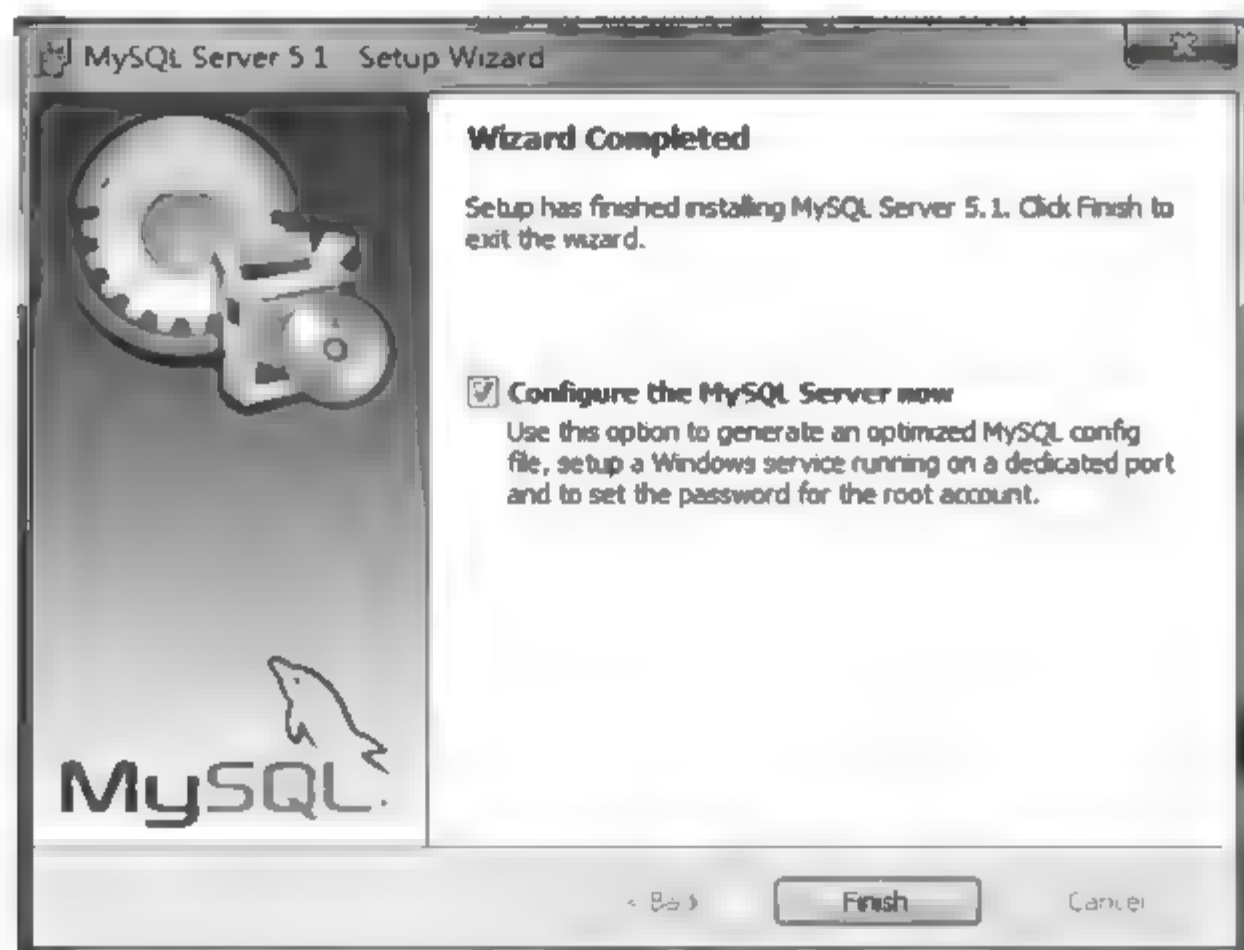 MySQL Server 5.1 Setup Wizard
Wizard Completed
Setup has finished installing MySQL Server 5.1. Click Finish to
exit the wizard.
Configure the MySQL Server now
Use this option to generate an optimized MySQL config
file, setup a Windows service running on a dedicated port
and to set the password for the root account.
MySQL
< Back Finish Cancel